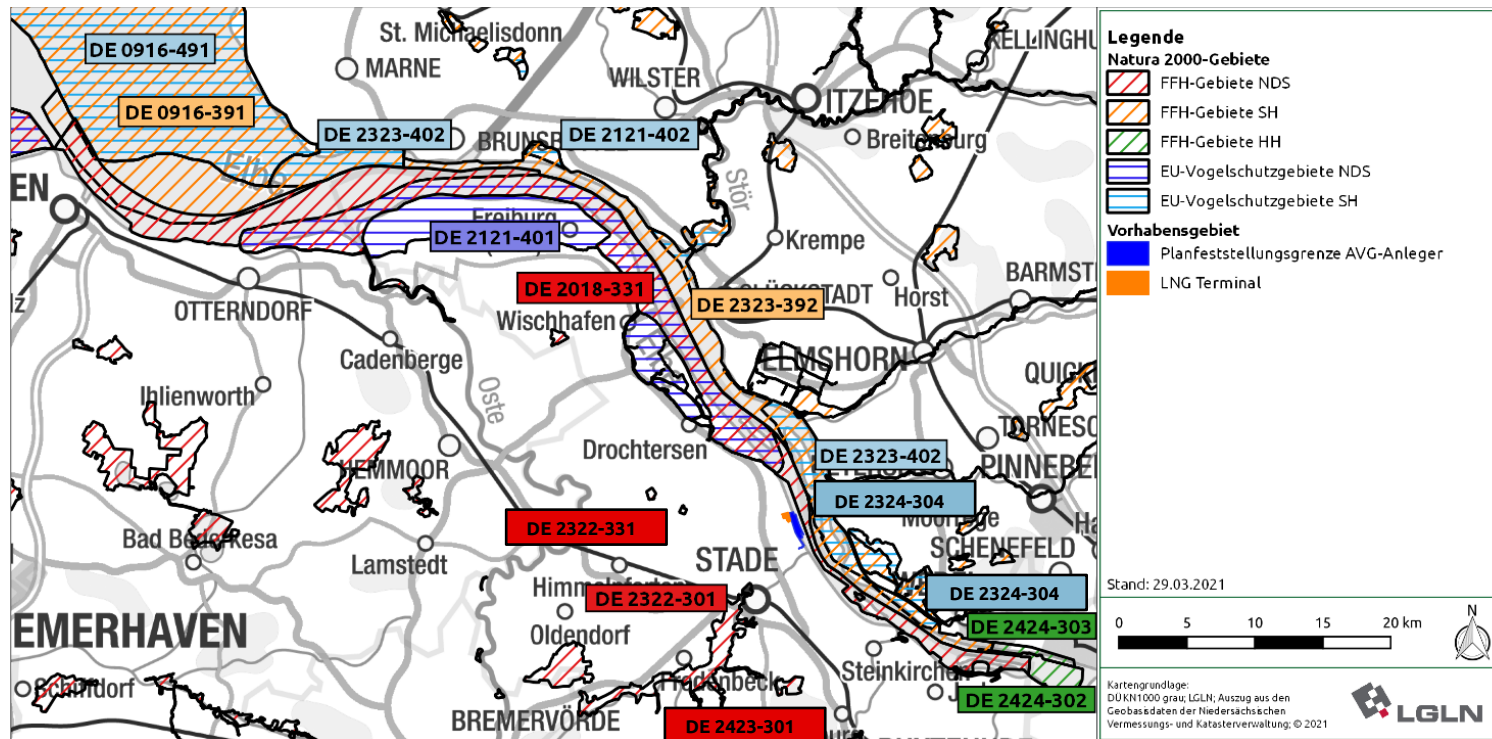 DE 0916-491
St. Michaelisdonn
MARNE
WILSTER
ITZEHOE
DE 0916-391
DE 2323-402
DE 2121-402
Breitenburg
Elbe
Stör
Freiburg
DE 2121-401
Krempe
OTTERNDORF
DE 2018-331
DE 2323-392
Horst
Wischhafen
Cadenberge
ELMSHORN
Ihlienworth
Oste
Drochtersen
HEMMOOR
DE 2323-402
DE 2324-304
DE 2322-331
STADE
SCHENEFELD
Bad Bederkesa
Lamstedt
DE 2324-304
DE 2322-301
Oldendorf
DE 2424-303
EMERHAVEN
Steinkirchen
Fredenbeck
DE 2424-302
BREMERVÖRDE
DE 2423-301
Legende
Natura 2000-Gebiete
FFH-Gebiete NDS
FFH-Gebiete SH
FFH-Gebiete HH
EU-Vogelschutzgebiete NDS
EU-Vogelschutzgebiete SH
Vorhabensgebiet
Planfeststellungsgrenze AVG-Anleger
LNG Terminal
Stand: 29.03.2021
0 5 10 15 20 km
N
Kartengrundlage:
DÜKN1000 grau; LGLN; Auszug aus den
Geobasisdaten der Niedersächsischen
Vermessungs- und Katasterverwaltung; © 2021
LGLN